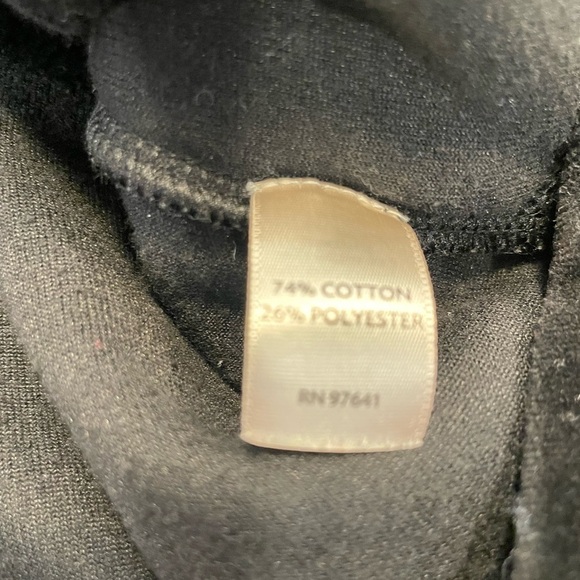 74% COTTON
26% POLYESTER
RN 97641